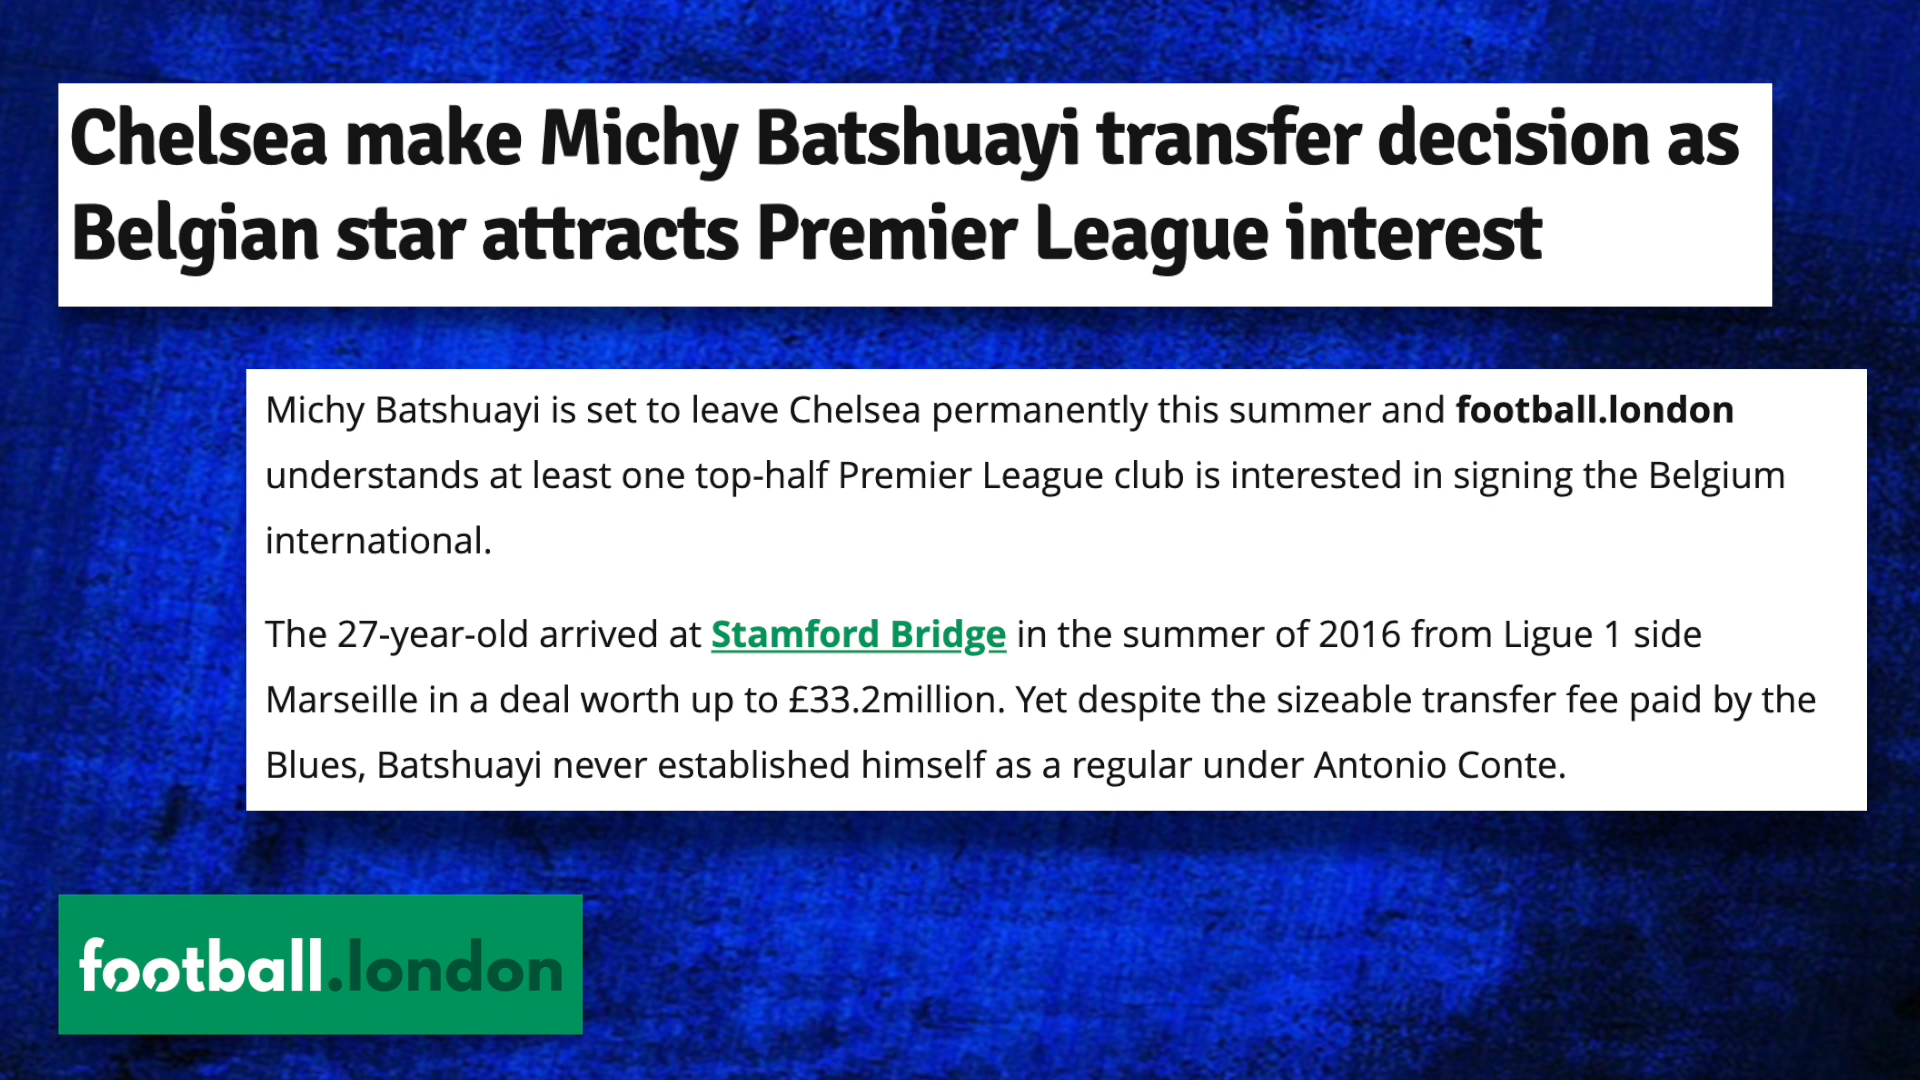 Chelsea make Michy Batshuayi transfer decision as
Belgian star attracts Premier League interest
Michy Batshuayi is set to leave Chelsea permanently this summer and football.london
understands at least one top-half Premier League club is interested in signing the Belgium
international.
The 27-year-old arrived at Stamford Bridge in the summer of 2016 from Ligue 1 side
Marseille in a deal worth up to £33.2million. Yet despite the sizeable transfer fee paid by the
Blues, Batshuayi never established himself as a regular under Antonio Conte.
football.london